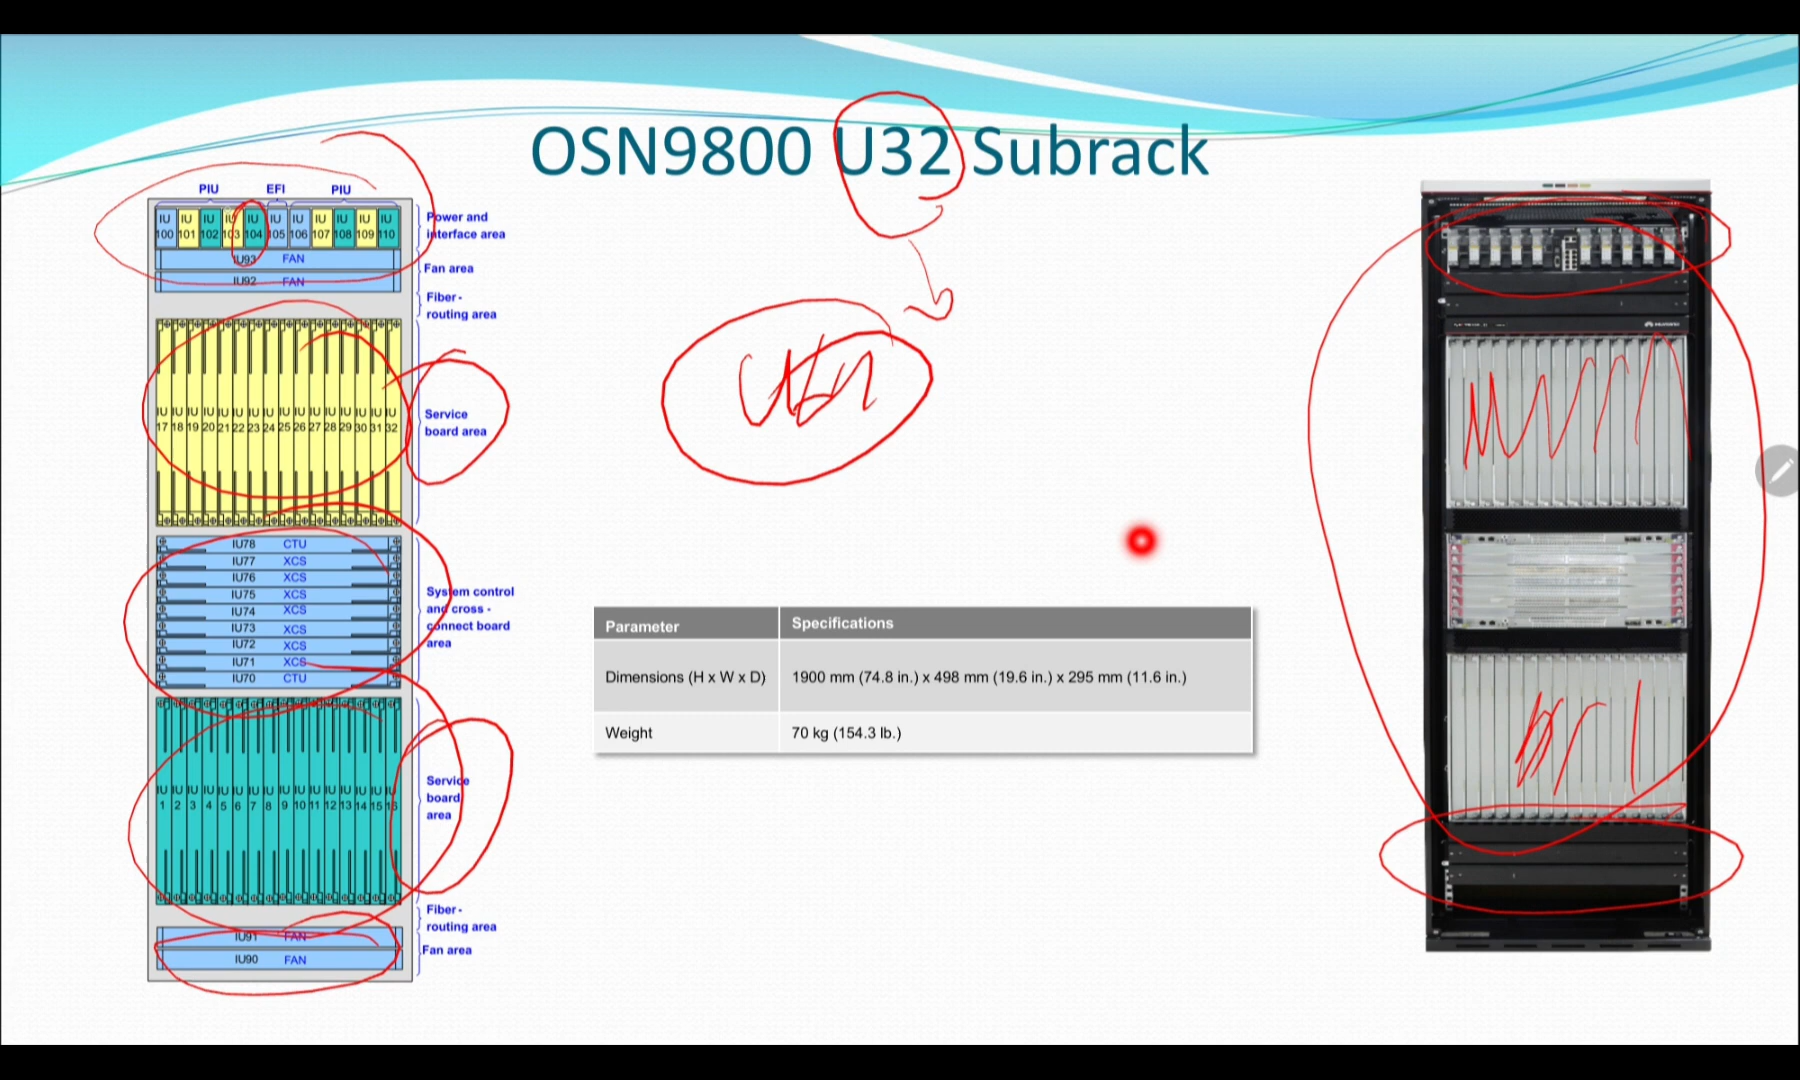 OSN9800 U32 Subrack
PIU EFI PIU
IU IU IU IU IU IU IU IU IU IU IU
100 101 102 103 104 105 106 107 108 109 110
Power and
interface area
IU93 FAN
IU92 FAN
Fan area
Fiber -
routing area
IU IU IU IU IU IU IU IU IU IU IU IU IU IU IU IU
17 18 19 20 21 22 23 24 25 26 27 28 29 30 31 32
Service
board area
IU78 CTU
IU77 XCS
IU76 XCS
IU75 XCS
IU74 XCS
IU73 XCS
IU72 XCS
IU71 XCS
IU70 CTU
System control
and cross -
connect board
area
IU IU IU IU IU IU IU IU IU IU IU IU IU IU IU IU
1 2 3 4 5 6 7 8 9 10 11 12 13 14 15 16
Service
board
area
Fiber -
routing area
IU91 FAN
IU90 FAN
Fan area
Parameter Specifications
Dimensions (H x W x D) 1900 mm (74.8 in.) x 498 mm (19.6 in.) x 295 mm (11.6 in.)
Weight 70 kg (154.3 lb.)
HUAWEI